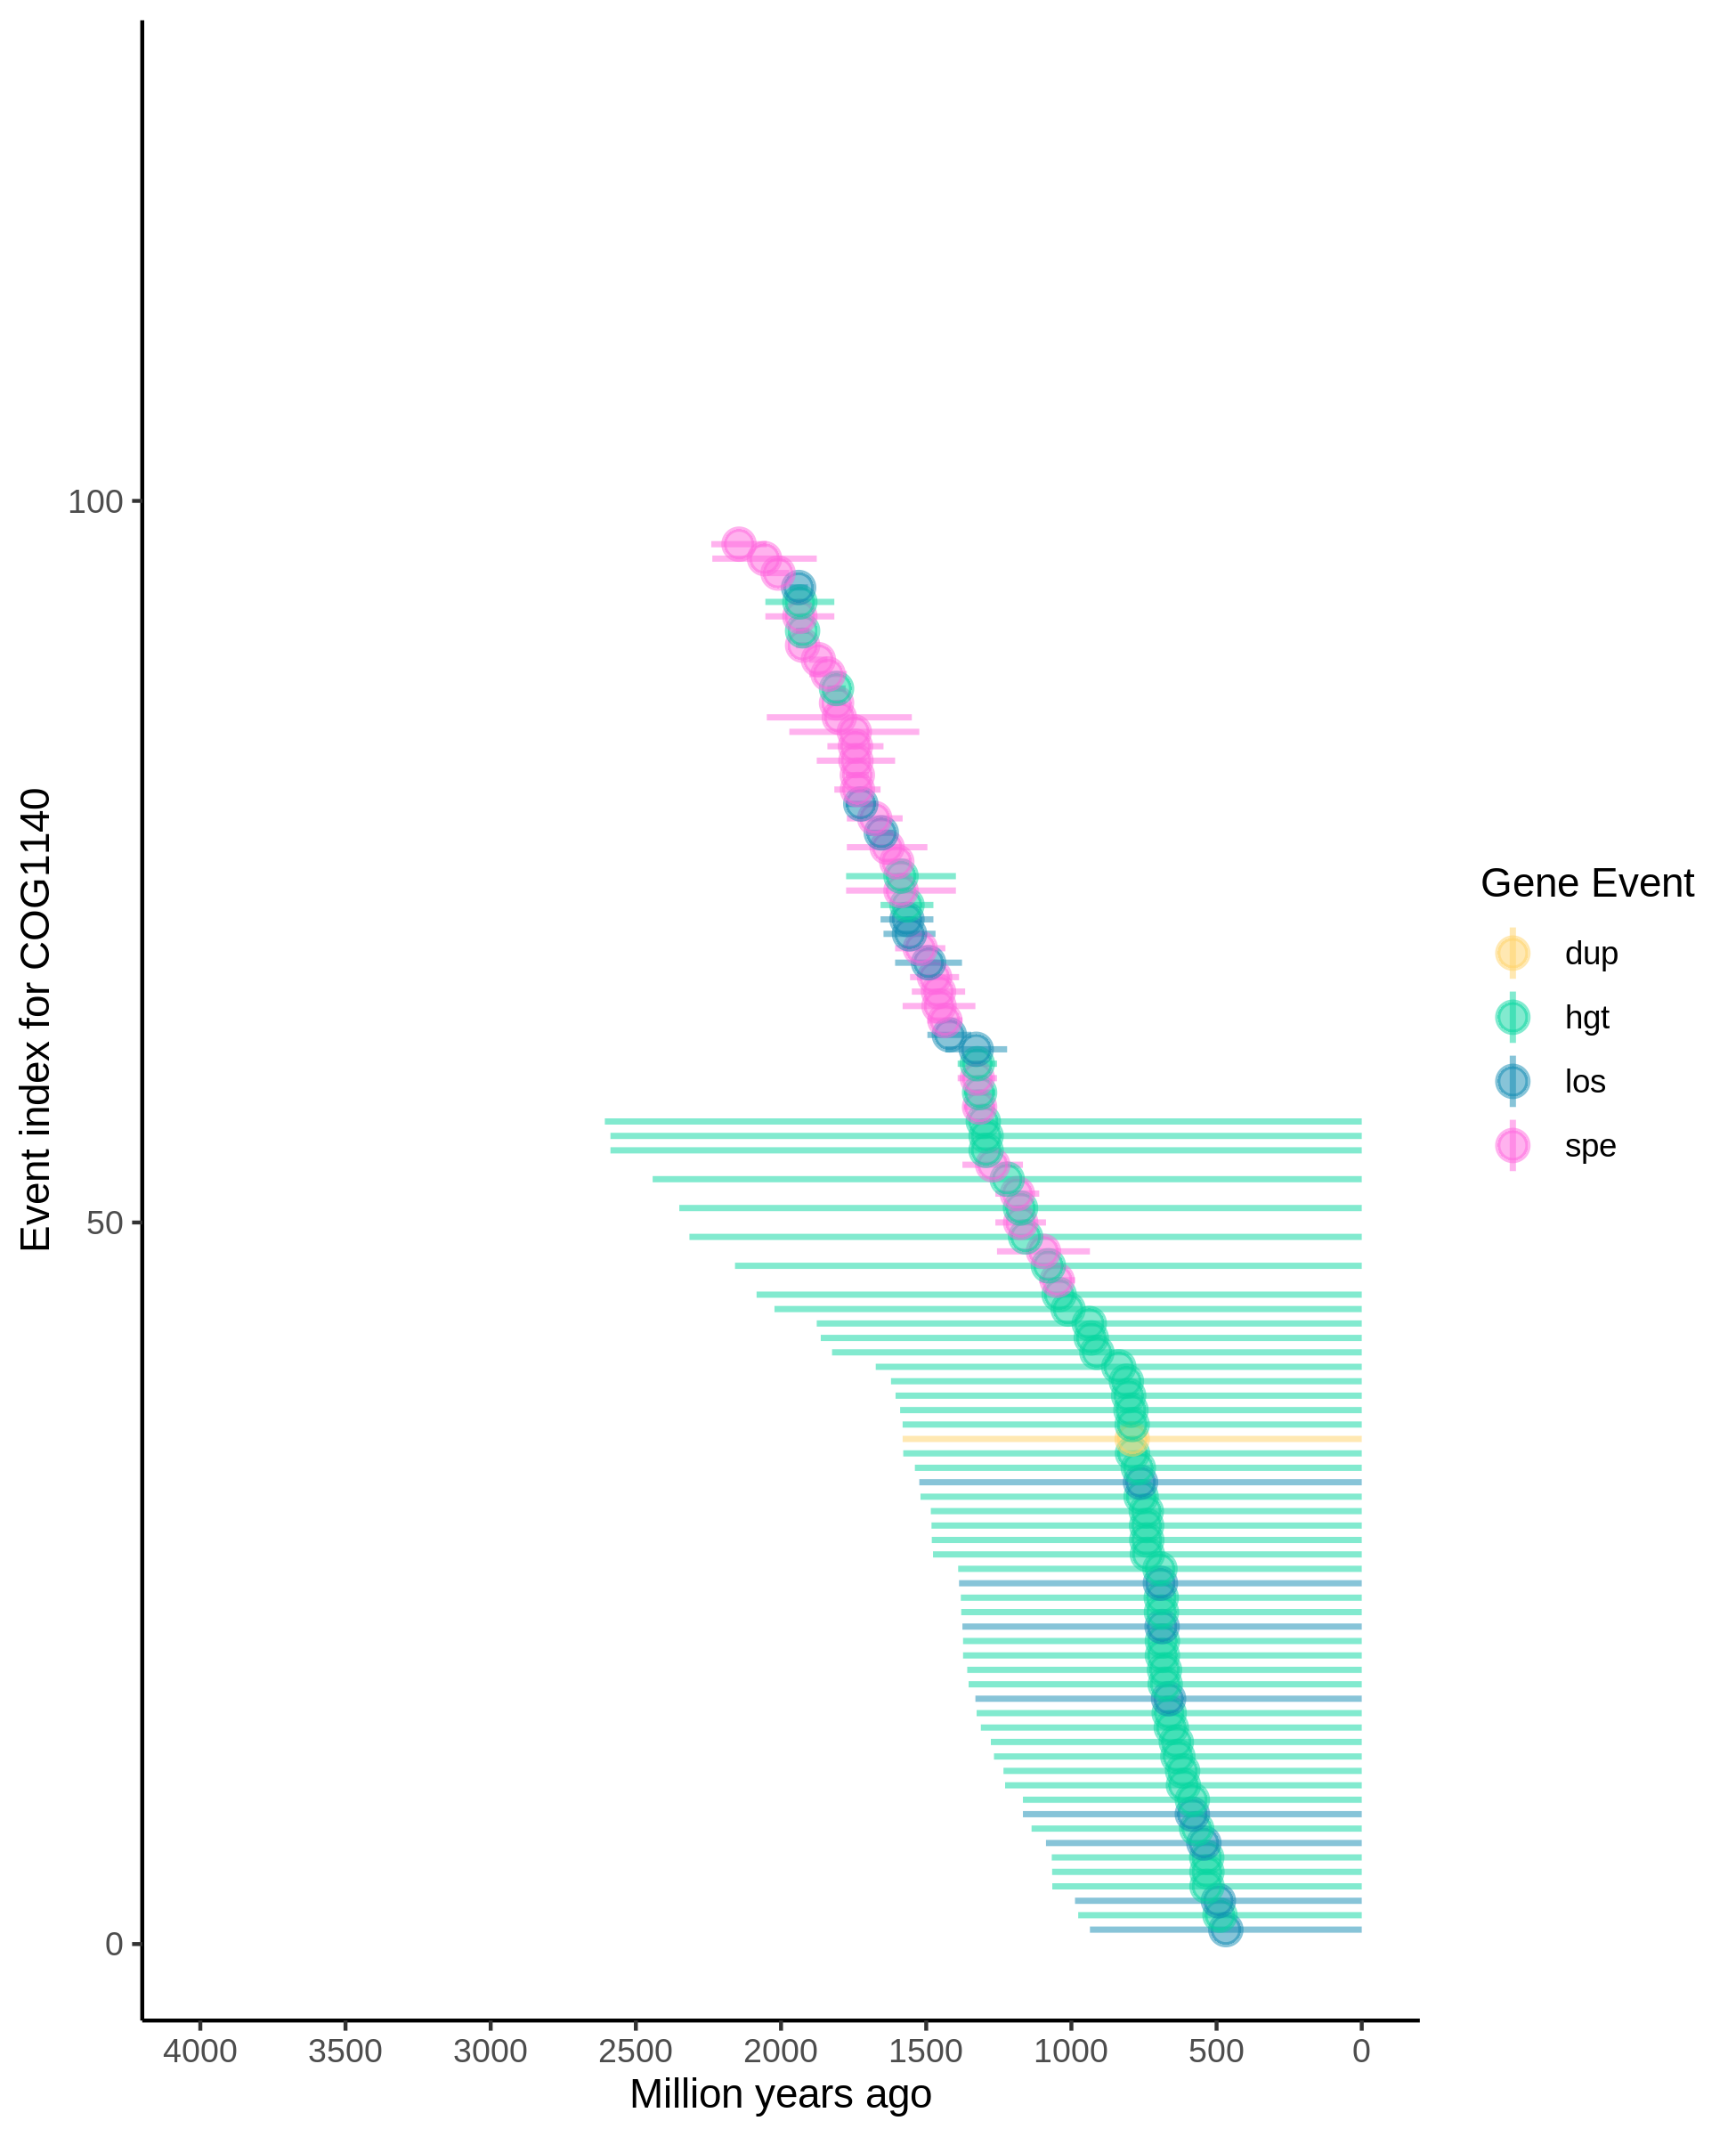 Event index for COG1140
100
50
0
4000 3500 3000 2500 2000 1500 1000 500 0
Million years ago
Gene Event
dup
hgt
los
spe